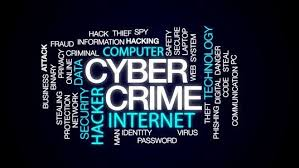 HACK THIEF SPY
FRAUD
INFORMATION HACKING
CRIMINAL
COMPUTER
CYBER
CRIME
HACKER
INTERNET
MAN
VIRUS
IDENTITY
PASSWORD
BUSINESS
ATTACK
BINARY
PRIVACY
ONLINE
DATA
STEALING
PROTECTION
NETWORK
SECURITY
SAFETY
SECURE
WEB
SYSTEM
LAPTOP
TECHNOLOGY
THEFT
PHISHING
DIGITAL
DANGER
CODE
STEAL
COMMUNICATION
PC